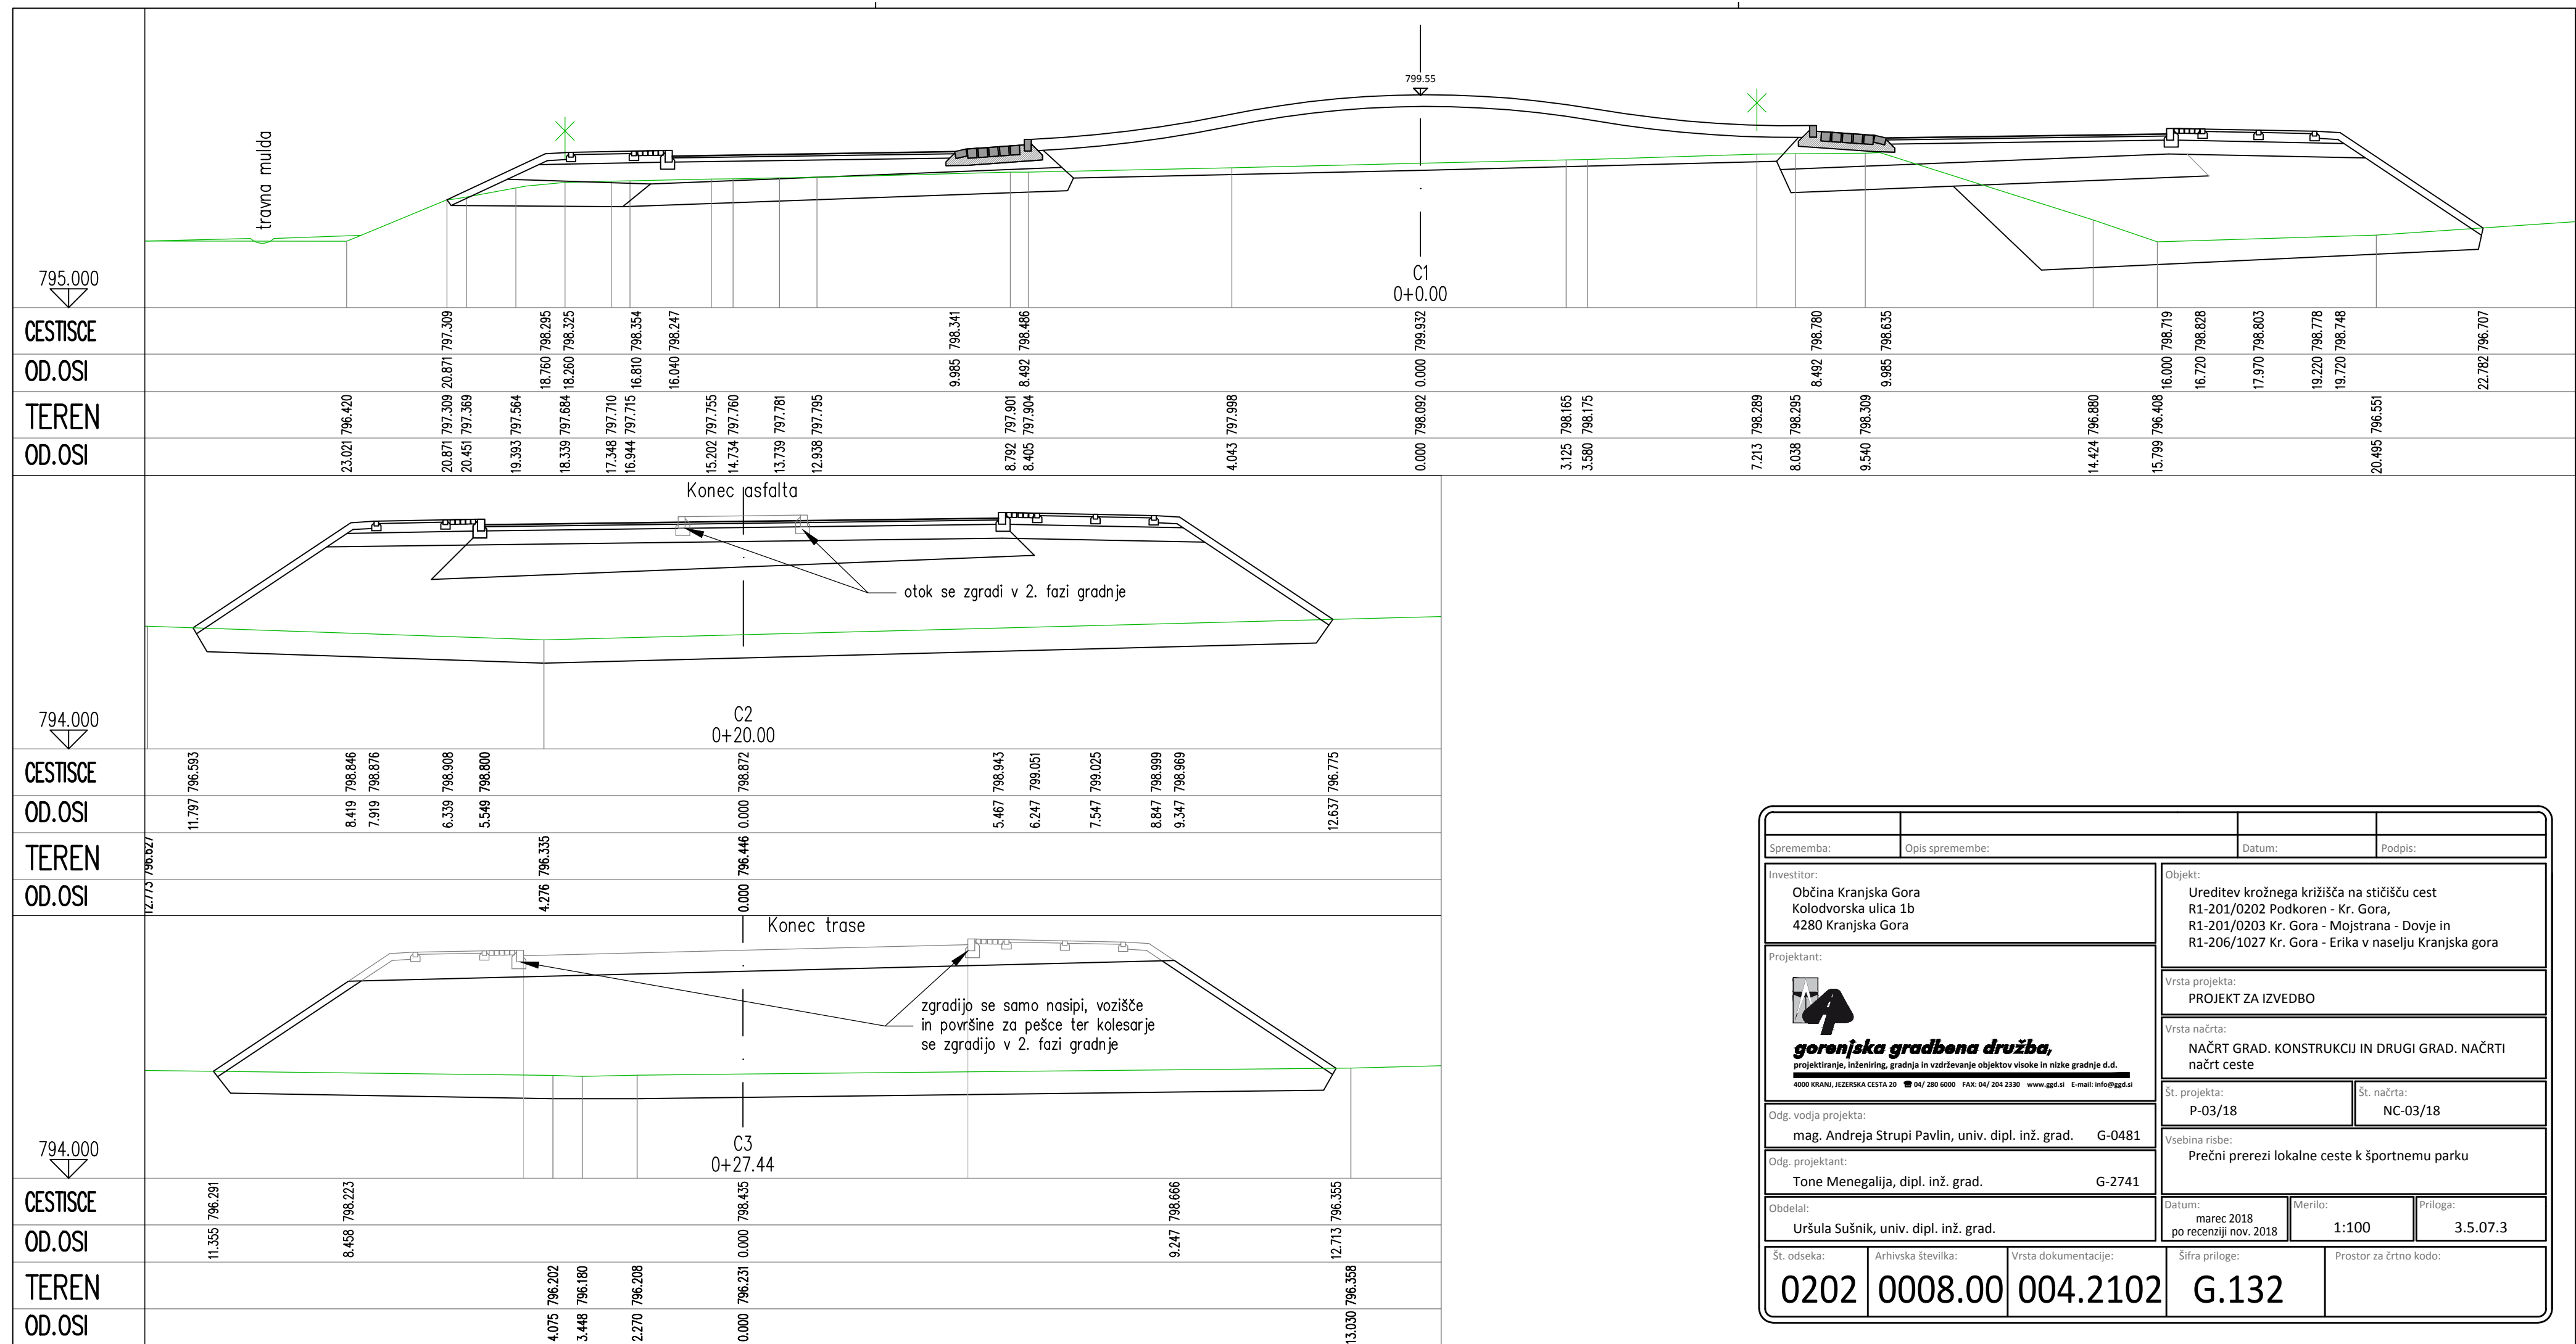 travna mulda
799.55
C1
0+0.00
795.000
CESTISCE
797.309 798.295 798.325 798.354 798.247 798.341 798.486 799.932 798.780 798.635 798.719 798.828 798.803 798.778 798.748 796.707
OD.OSI
20.871 18.760 18.260 16.810 16.040 9.985 8.492 0.000 8.492 9.985 16.000 16.720 17.970 19.220 19.720 22.782
TEREN
796.420 797.309 797.369 797.564 797.684 797.710 797.715 797.755 797.760 797.781 797.795 797.901 797.904 797.998 798.092 798.165 798.175 798.289 798.295 798.309 796.880 796.408 796.551
OD.OSI
23.021 20.871 20.451 19.393 18.339 17.348 16.944 15.202 14.734 13.739 12.938 8.792 8.405 4.043 0.000 3.125 3.580 7.213 8.038 9.540 14.424 15.799 20.495
Konec asfalta
otok se zgradi v 2. fazi gradnje
C2
0+20.00
794.000
CESTISCE
796.593 798.846 798.876 798.908 798.800 798.872 798.943 799.051 799.025 798.999 798.969 796.775
OD.OSI
11.797 8.419 7.919 6.339 5.549 0.000 5.467 6.247 7.547 8.847 9.347 12.637
TEREN
796.627 796.335 796.446
OD.OSI
12.773 4.276 0.000
Konec trase
zgradijo se samo nasipi, vozišče
in površine za pešce ter kolesarje
se zgradijo v 2. fazi gradnje
C3
0+27.44
794.000
CESTISCE
796.291 798.223 798.435 798.666 796.355
OD.OSI
11.355 8.458 0.000 9.247 12.713
TEREN
796.202 796.180 796.208 796.231 796.358
OD.OSI
4.075 3.448 2.270 0.000 13.030
Sprememba: Opis spremembe: Datum: Podpis:
Investitor:
Občina Kranjska Gora
Kolodvorska ulica 1b
4280 Kranjska Gora
Objekt:
Ureditev krožnega križišča na stičišču cest
R1-201/0202 Podkoren - Kr. Gora,
R1-201/0203 Kr. Gora - Mojstrana - Dovje in
R1-206/1027 Kr. Gora - Erika v naselju Kranjska gora
Projektant:
gorenjska gradbena družba,
projektiranje, inženiring, gradnja in vzdrževanje objektov visoke in nizke gradnje d.d.
4000 KRANJ, JEZERSKA CESTA 20 ☎ 04/ 280 6000 FAX: 04/ 204 2330 www.ggd.si E-mail: info@ggd.si
Vrsta projekta:
PROJEKT ZA IZVEDBO
Vrsta načrta:
NAČRT GRAD. KONSTRUKCIJ IN DRUGI GRAD. NAČRTI
načrt ceste
Št. projekta: Št. načrta:
P-03/18 NC-03/18
Odg. vodja projekta:
mag. Andreja Strupi Pavlin, univ. dipl. inž. grad. G-0481
Vsebina risbe:
Prečni prerezi lokalne ceste k športnemu parku
Odg. projektant:
Tone Menegalija, dipl. inž. grad. G-2741
Obdelal:
Uršula Sušnik, univ. dipl. inž. grad.
Datum: Merilo: Priloga:
marec 2018
po recenziji nov. 2018
1:100 3.5.07.3
Št. odseka: Arhivska številka: Vrsta dokumentacije: Šifra priloge: Prostor za črtno kodo:
0202 0008.00 004.2102 G.132